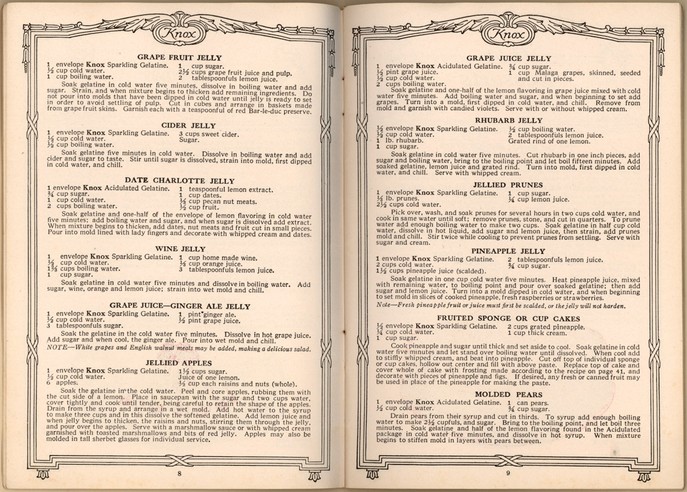 Knox
GRAPE FRUIT JELLY
1 envelope Knox Sparkling Gelatine. 1 cup sugar.
½ cup cold water. 2½ cups grape fruit juice and pulp.
1 cup boiling water. 2 tablespoonfuls lemon juice.
Soak gelatine in cold water five minutes, dissolve in boiling water and add
sugar. Strain, and when mixture begins to thicken add remaining ingredients. Do
not pour into molds that have been dipped in cold water until jelly is ready to set
in order to avoid settling of pulp. Cut in cubes and arrange in baskets made
from grape fruit skins. Garnish each with a teaspoonful of red Bar-le-duc preserve.
CIDER JELLY
1 envelope Knox Sparkling Gelatine. 3 cups sweet cider.
½ cup cold water. Sugar.
½ cup boiling water.
Soak gelatine five minutes in cold water. Dissolve in boiling water and add
cider and sugar to taste. Stir until sugar is dissolved, strain into mold, first dipped
in cold water, and chill.
DATE CHARLOTTE JELLY
1 envelope Knox Acidulated Gelatine. 1 teaspoonful lemon extract.
¾ cup sugar. 1 cup dates.
1 cup cold water. ½ cup pecan nut meats.
2 cups boiling water. ½ cup fruit.
Soak gelatine and one-half of the envelope of lemon flavoring in cold water
five minutes; add boiling water and sugar, and when sugar is dissolved add extract.
When mixture begins to thicken, add dates, nut meats and fruit cut in small pieces.
Pour into mold lined with lady fingers and decorate with whipped cream and dates.
WINE JELLY
1 envelope Knox Sparkling Gelatine. 1 cup home made wine.
½ cup cold water. ½ cup orange juice.
1½ cups boiling water. 3 tablespoonfuls lemon juice.
1 cup sugar.
Soak gelatine in cold water five minutes and dissolve in boiling water. Add
sugar, wine, orange and lemon juice; strain into wet mold and chill.
GRAPE JUICE—GINGER ALE JELLY
1 envelope Knox Sparkling Gelatine. 1 pint ginger ale.
½ cup cold water. ½ pint grape juice.
3 tablespoonfuls sugar.
Soak the gelatine in the cold water five minutes. Dissolve in hot grape juice.
Add sugar and when cool, the ginger ale. Pour into wet mold and chill.
NOTE—White grapes and English walnut meats may be added, making a delicious salad.
JELLIED APPLES
1 envelope Knox Sparkling Gelatine. 1½ cup sugar.
½ cup cold water. Juice of one lemon.
6 apples. ½ cup each raisins and nuts (whole).
Soak the gelatine in the cold water. Peel and core apples, rubbing them with
the cut side of a lemon. Place in saucepan with the sugar and two cups water,
cover tightly and cook until tender, being careful to retain the shape of the apples.
Drain from the syrup and arrange in a wet mold. Add hot water to the syrup
to make three cups and in this dissolve the softened gelatine. Add lemon juice and
when jelly begins to thicken, the raisins and nuts, stirring them through the jelly,
and pour over the apples. Serve with a marshmallow sauce or with whipped cream
garnished with toasted marshmallows and bits of red jelly. Apples may also be
molded in tall sherbet glasses for individual service.
8
Knox
GRAPE JUICE JELLY
1 envelope Knox Acidulated Gelatine. ¾ cup sugar.
½ pint grape juice. 1 cup Malaga grapes, skinned, seeded
½ cup cold water. and cut in pieces.
2 cups boiling water.
Soak gelatine and one-half of the lemon flavoring in grape juice mixed with cold
water five minutes. Add boiling water and sugar, and when beginning to set add
grapes. Turn into a mold, first dipped in cold water, and chill. Remove from
mold and garnish with candied violets. Serve with or without whipped cream.
RHUBARB JELLY
1 envelope Knox Sparkling Gelatine. ½ cup boiling water.
½ cup cold water. 2 tablespoonfuls lemon juice.
1 lb. rhubarb. Grated rind of one lemon.
1 cup sugar.
Soak gelatine in cold water five minutes. Cut rhubarb in one inch pieces, add
sugar and boiling water, bring to the boiling point and let boil fifteen minutes. Add
soaked gelatine, lemon juice and grated rind. Turn into mold, first dipped in cold
water, and chill. Serve with whipped cream.
JELLIED PRUNES
1 envelope Knox Sparkling Gelatine. 1 cup sugar.
lb. prunes. ¼ cup lemon juice.
2½ cups cold water.
Pick over, wash, and soak prunes for several hours in two cups cold water, and
cook in same water until soft; remove prunes, stone, and cut in quarters. To prune
water add enough boiling water to make two cups. Soak gelatine in half cup cold
water, dissolve in hot liquid, add sugar and lemon juice, then strain, add prunes,
mold and chill. Stir twice while cooling to prevent prunes from settling. Serve with
sugar and cream.
PINEAPPLE JELLY
1 envelope Knox Sparkling Gelatine. 2 tablespoonfuls lemon juice.
2 cups cold water. ¾ cup sugar.
1½ cups pineapple juice (scalded).
Soak gelatine in one cup cold water five minutes. Heat pineapple juice, mixed
with remaining water, to boiling point and pour over soaked gelatine; then add
sugar and lemon juice. Turn into a mold dipped in cold water, and when beginning
to set mold in slices of cooked pineapple, fresh raspberries or strawberries.
Note—Fresh pineapple fruit or juice must first be scalded, or the jelly will not harden.
FRUITED SPONGE OR CUP CAKES
1 envelope Knox Sparkling Gelatine. 2 cups grated pineapple.
½ cup cold water. 1 cup thick cream.
1 cup sugar.
Cook pineapple and sugar until thick and set aside to cool. Soak gelatine in cold
water five minutes and let stand over boiling water until dissolved. When cool add
to stiffly whipped cream, and beat into pineapple. Cut off top of individual sponge
or cup cakes, hollow out center and fill with above paste. Replace top of cake and
cover whole of cake with frosting made according to the recipe on page 41, and
decorate with pieces of pineapple. If desired, any fresh or canned fruit may
be used in place of the pineapple for making the paste.
MOLDED PEARS
1 envelope Knox Acidulated Gelatine. 1 can pears.
½ cup cold water. ¾ cup sugar.
Drain pears from their syrup and cut in thirds. To syrup add enough boiling
water to make 2½ cupfuls, and sugar. Bring to the boiling point, and let boil three
minutes. Soak gelatine and half of the lemon flavoring found in the Acidulated
package in cold water five minutes, and dissolve in hot syrup. When mixture
begins to stiffen mold in layers with pears between.
9